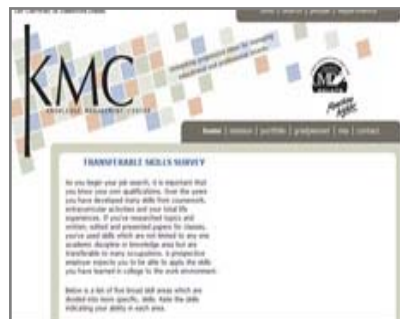 KMC
KNOWLEDGE MANAGEMENT CENTER
home | mission | portfolio | grad/alumni | me | contact
TRANSFERABLE SKILLS SURVEY
As you begin your job search, it is important that
you know your own qualifications. Over the years
you have developed many skills from coursework,
extracurricular activities and your total life
experiences. If you've researched topics and
written, edited and presented papers for classes,
you've used skills which are not limited to any one
academic discipline or knowledge area but are
transferable to many occupations. A prospective
employer expects you to be able to apply the skills
you have learned in college to the work environment.
Below is a list of five broad skill areas which are
divided into more specific, skills. Rate the skills
indicating your ability in each area.